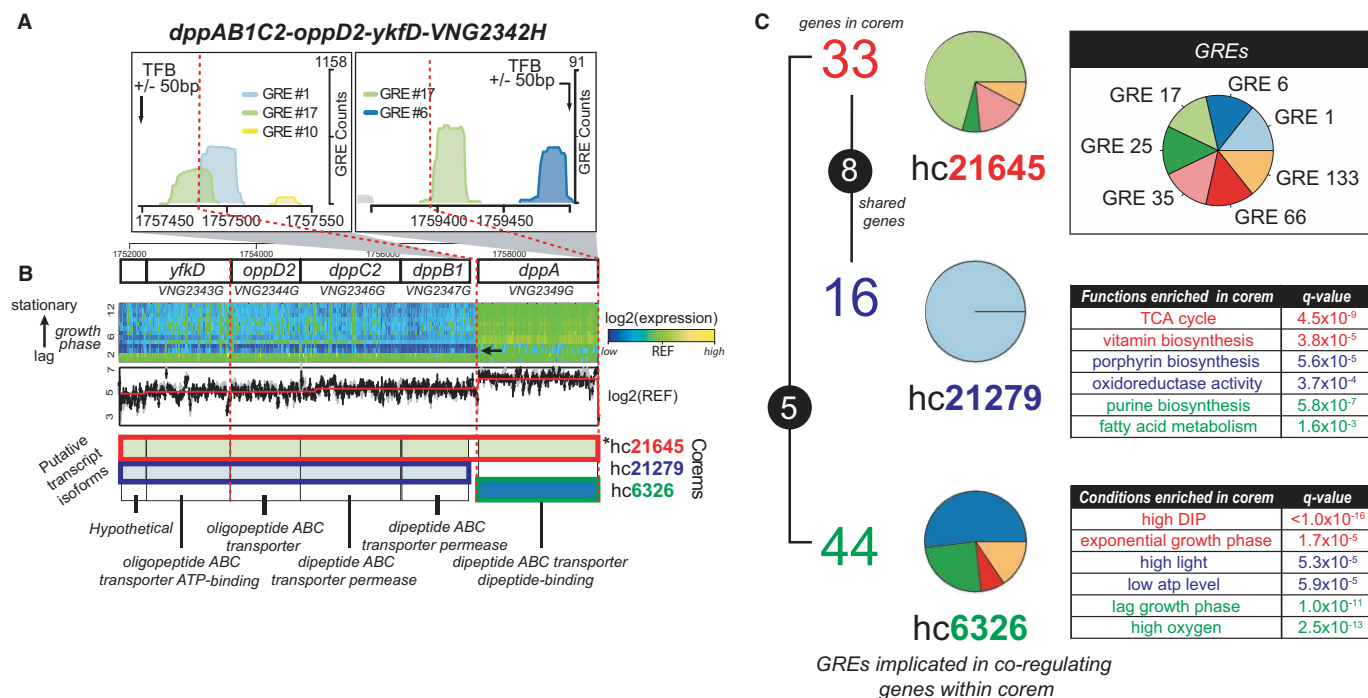 A
dppAB1C2-oppD2-ykfD-VNG2342H
TFB
+/- 50bp
GRE #1
GRE #17
GRE #10
1158
GRE Counts
1757450
1757500
1757550
GRE #17
GRE #6
TFB
+/- 50bp
91
GRE Counts
1759400
1759450
B
1752000
1754000
1756000
1758000
yfkD
oppD2
dppC2
dppB1
dppA
VNG2343G
VNG2344G
VNG2346G
VNG2347G
VNG2349G
stationary
growth
phase
lag
12
6
2
log2(expression)
low
REF
high
7
5
3
log2(REF)
Putative
transcript
isoforms
*hc21645
hc21279
hc6326
Corems
Hypothetical
oligopeptide ABC
transporter ATP-binding
oligopeptide ABC
transporter
dipeptide ABC
transporter permease
dipeptide ABC
transporter permease
dipeptide ABC transporter
dipeptide-binding
C
genes in corem
33
hc21645
8
shared
genes
16
hc21279
5
44
hc6326
GREs implicated in co-regulating
genes within corem
GREs
GRE 17
GRE 6
GRE 1
GRE 25
GRE 133
GRE 35
GRE 66
Functions enriched in corem q-value
TCA cycle 4.5x10⁻⁹
vitamin biosynthesis 3.8x10⁻⁵
porphyrin biosynthesis 5.6x10⁻⁵
oxidoreductase activity 3.7x10⁻⁴
purine biosynthesis 5.8x10⁻⁷
fatty acid metabolism 1.6x10⁻³
Conditions enriched in corem q-value
high DIP <1.0x10⁻¹⁶
exponential growth phase 1.7x10⁻⁵
high light 5.3x10⁻⁵
low atp level 5.9x10⁻⁵
lag growth phase 1.0x10⁻¹¹
high oxygen 2.5x10⁻¹³